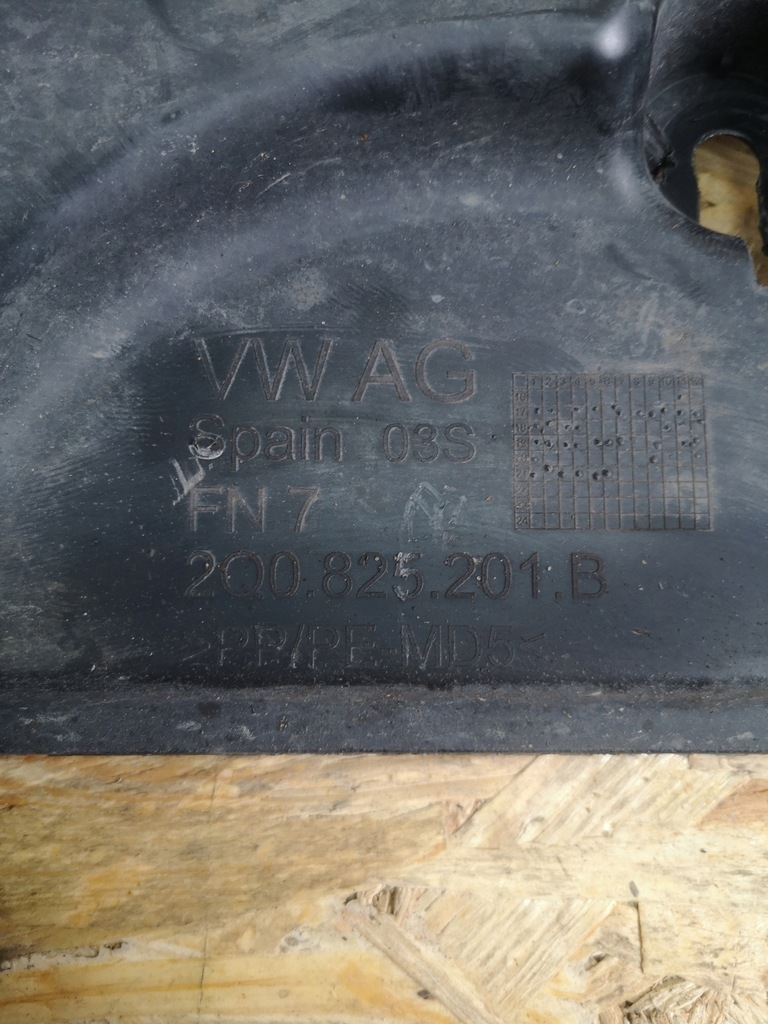 VW AG
Spain 03S
FN 7
2Q0.825.201.B
>PP/PE-MD5<